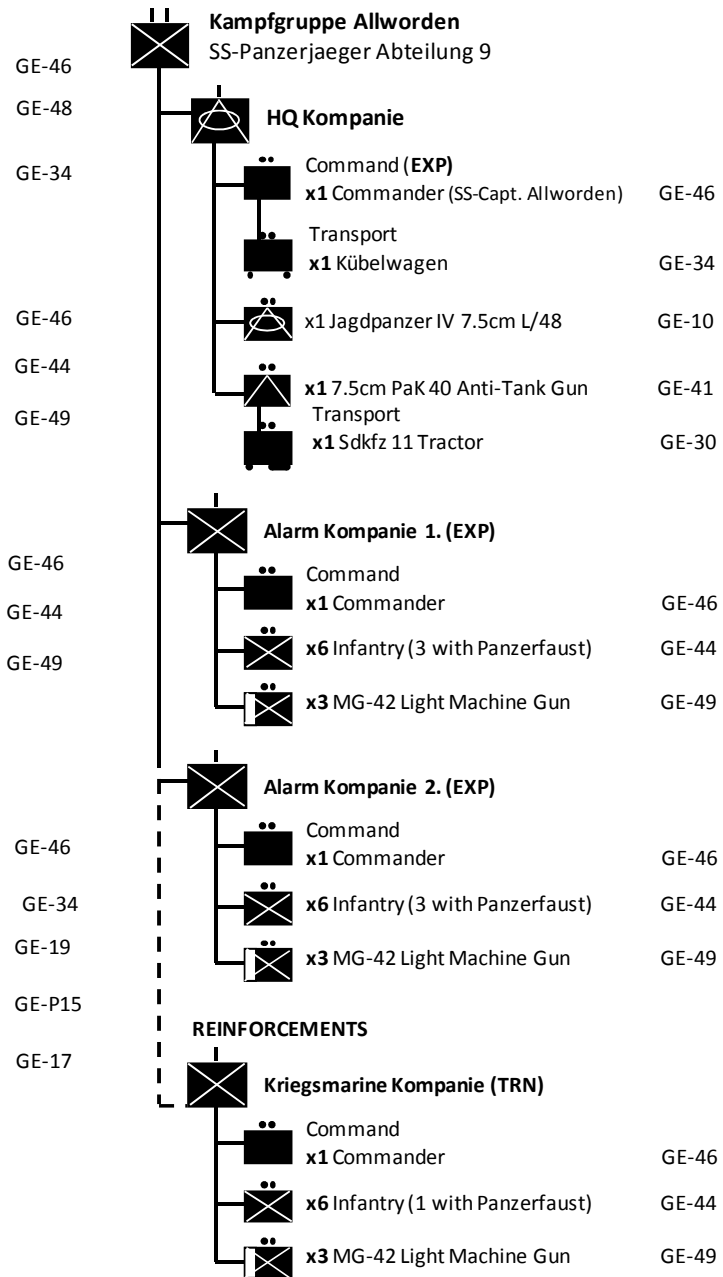 Kampfgruppe Allworden
SS-Panzerjaeger Abteilung 9
GE-46
GE-48
GE-34
GE-46
GE-44
GE-49
GE-46
GE-44
GE-49
GE-46
GE-34
GE-19
GE-P15
GE-17
HQ Kompanie
Command (EXP)
x1 Commander (SS-Capt. Allworden) GE-46
Transport
x1 Kübelwagen GE-34
x1 Jagdpanzer IV 7.5cm L/48 GE-10
x1 7.5cm PaK 40 Anti-Tank Gun GE-41
Transport
x1 Sdkfz 11 Tractor GE-30
Alarm Kompanie 1. (EXP)
Command
x1 Commander GE-46
x6 Infantry (3 with Panzerfaust) GE-44
x3 MG-42 Light Machine Gun GE-49
Alarm Kompanie 2. (EXP)
Command
x1 Commander GE-46
x6 Infantry (3 with Panzerfaust) GE-44
x3 MG-42 Light Machine Gun GE-49
REINFORCEMENTS
Kriegsmarine Kompanie (TRN)
Command
x1 Commander GE-46
x6 Infantry (1 with Panzerfaust) GE-44
x3 MG-42 Light Machine Gun GE-49